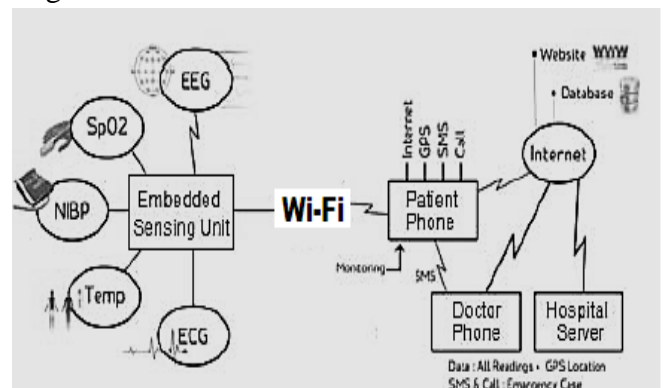 EEG
SpO2
NIBP
Temp
ECG
Embedded
Sensing Unit
Wi-Fi
Internet
GPS
SMS
Call
Patient
Phone
Monitoring
SMS
Website WWW
Database
Internet
Doctor
Phone
Hospital
Server
Data : All Readings • GPS Location
SMS & Call : Emergency Case